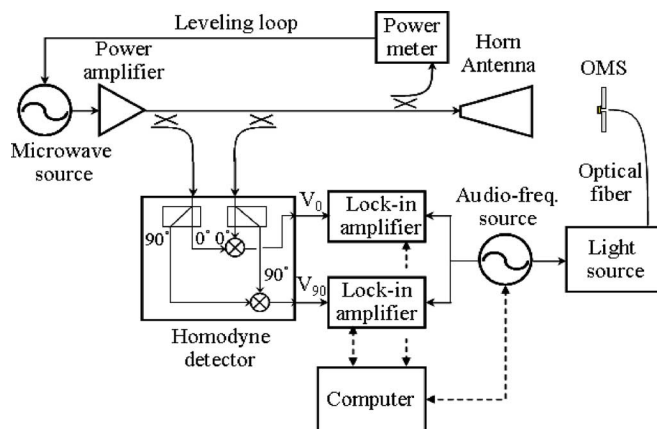 Leveling loop
Power
meter
Horn
Antenna
Power
amplifier
OMS
Microwave
source
Optical
fiber
Audio-freq.
source
Light
source
90° 0° 0°
90°
V0
V90
Lock-in
amplifier
Lock-in
amplifier
Homodyne
detector
Computer